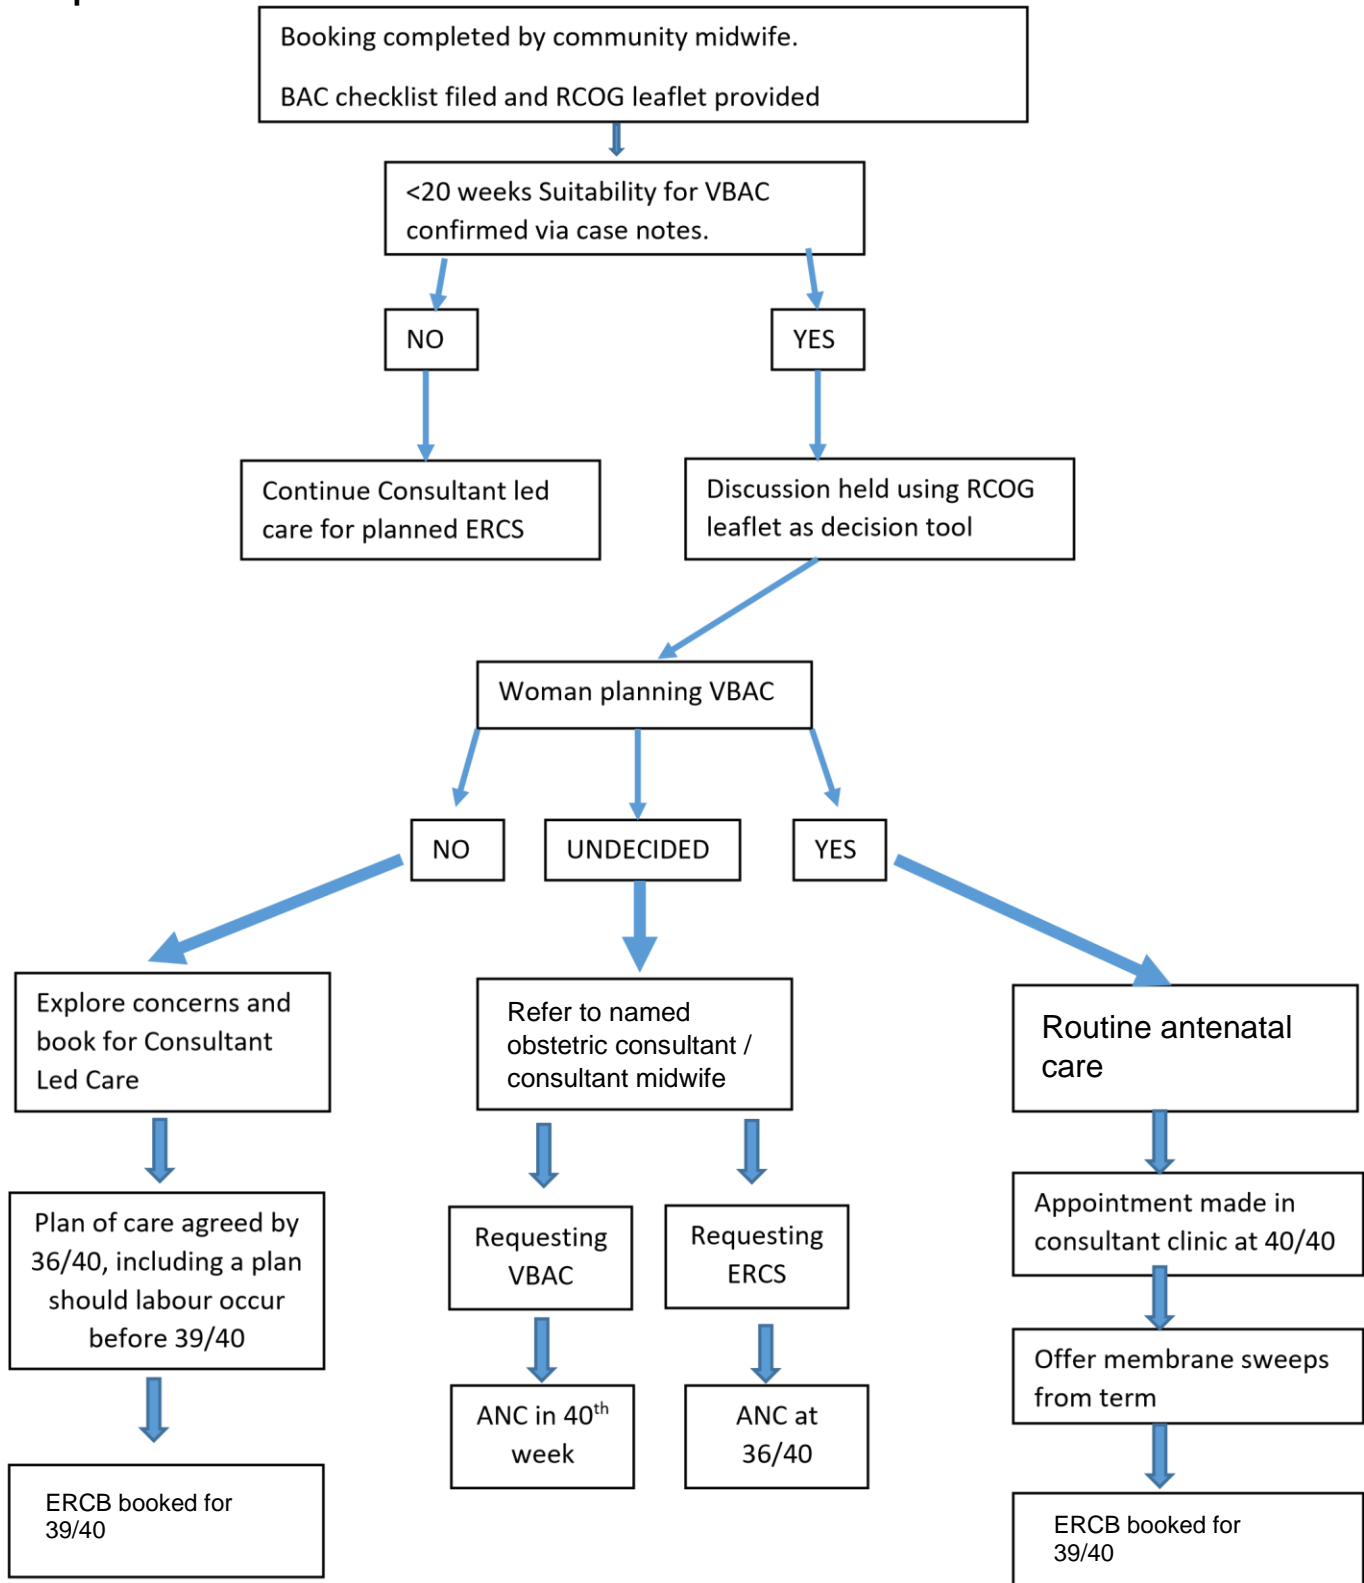 Booking completed by community midwife.
BAC checklist filed and RCOG leaflet provided
<20 weeks Suitability for VBAC
confirmed via case notes.
NO
YES
Continue Consultant led
care for planned ERCS
Discussion held using RCOG
leaflet as decision tool
Woman planning VBAC
NO
UNDECIDED
YES
Explore concerns and
book for Consultant
Led Care
Refer to named
obstetric consultant /
consultant midwife
Routine antenatal
care
Plan of care agreed by
36/40, including a plan
should labour occur
before 39/40
Requesting
VBAC
Requesting
ERCS
Appointment made in
consultant clinic at 40/40
Offer membrane sweeps
from term
ANC in 40th
week
ANC at
36/40
ERCB booked for
39/40
ERCB booked for
39/40